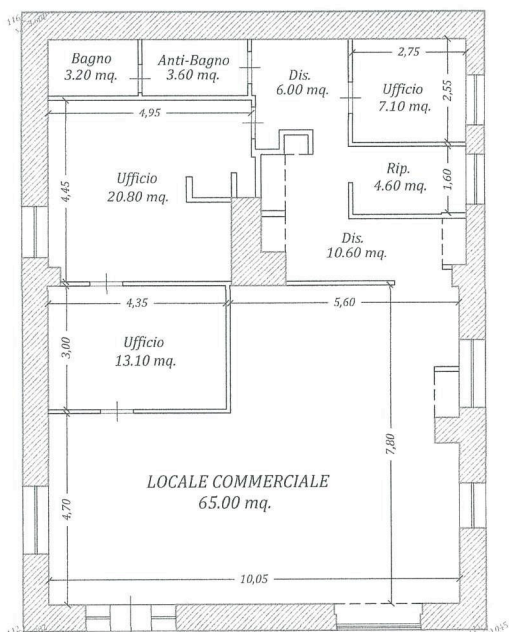 Bagno
3.20 mq.
Anti-Bagno
3.60 mq.
Dis.
6.00 mq.
2,75
Ufficio
7.10 mq.
2,55
4,95
Ufficio
20.80 mq.
4,45
Rip.
4.60 mq.
1,60
Dis.
10.60 mq.
4,35
5,60
Ufficio
13.10 mq.
3,00
7,80
LOCALE COMMERCIALE
65.00 mq.
4,70
10,05